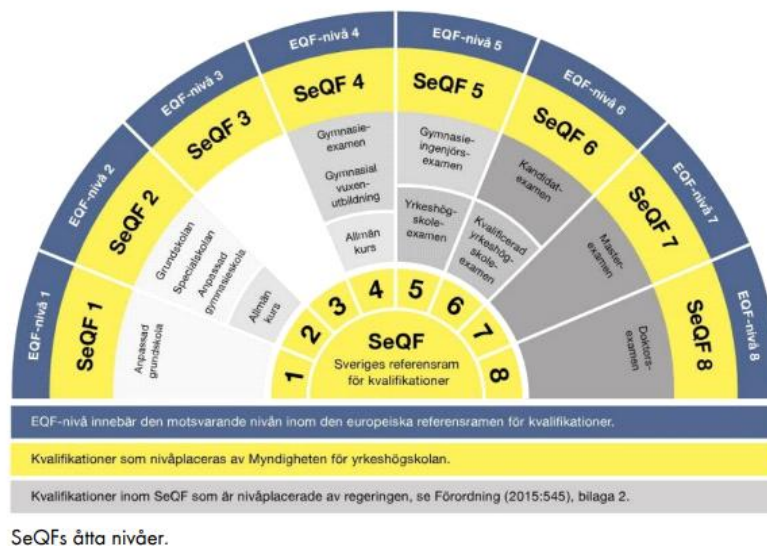 EQF-nivå 1
EQF-nivå 2
EQF-nivå 3
EQF-nivå 4
EQF-nivå 5
EQF-nivå 6
EQF-nivå 7
EQF-nivå 8
SeQF 1
SeQF 2
SeQF 3
SeQF 4
SeQF 5
SeQF 6
SeQF 7
SeQF 8
Anpassad
grundskola
Grundskolan
Specialskolan
Anpassad
gymnasieskola
Allmän
kurs
Gymnasie-
examen
Gymnasial
vuxen-
utbildning
Allmän
kurs
Gymnasie-
ingenjörs-
examen
Yrkeshög-
skole-
examen
Kandidat-
examen
Kvalificerad
yrkeshög-
skole-
examen
Master-
examen
Doktors-
examen
1
2
3
4
5
6
7
8
SeQF
Sveriges referensram
för kvalifikationer
EQF-nivå innebär den motsvarande nivån inom den europeiska referensramen för kvalifikationer.
Kvalifikationer som nivåplaceras av Myndigheten för yrkeshögskolan.
Kvalifikationer inom SeQF som är nivåplacerade av regeringen, se Förordning (2015:545), bilaga 2.
SeQFs åtta nivåer.